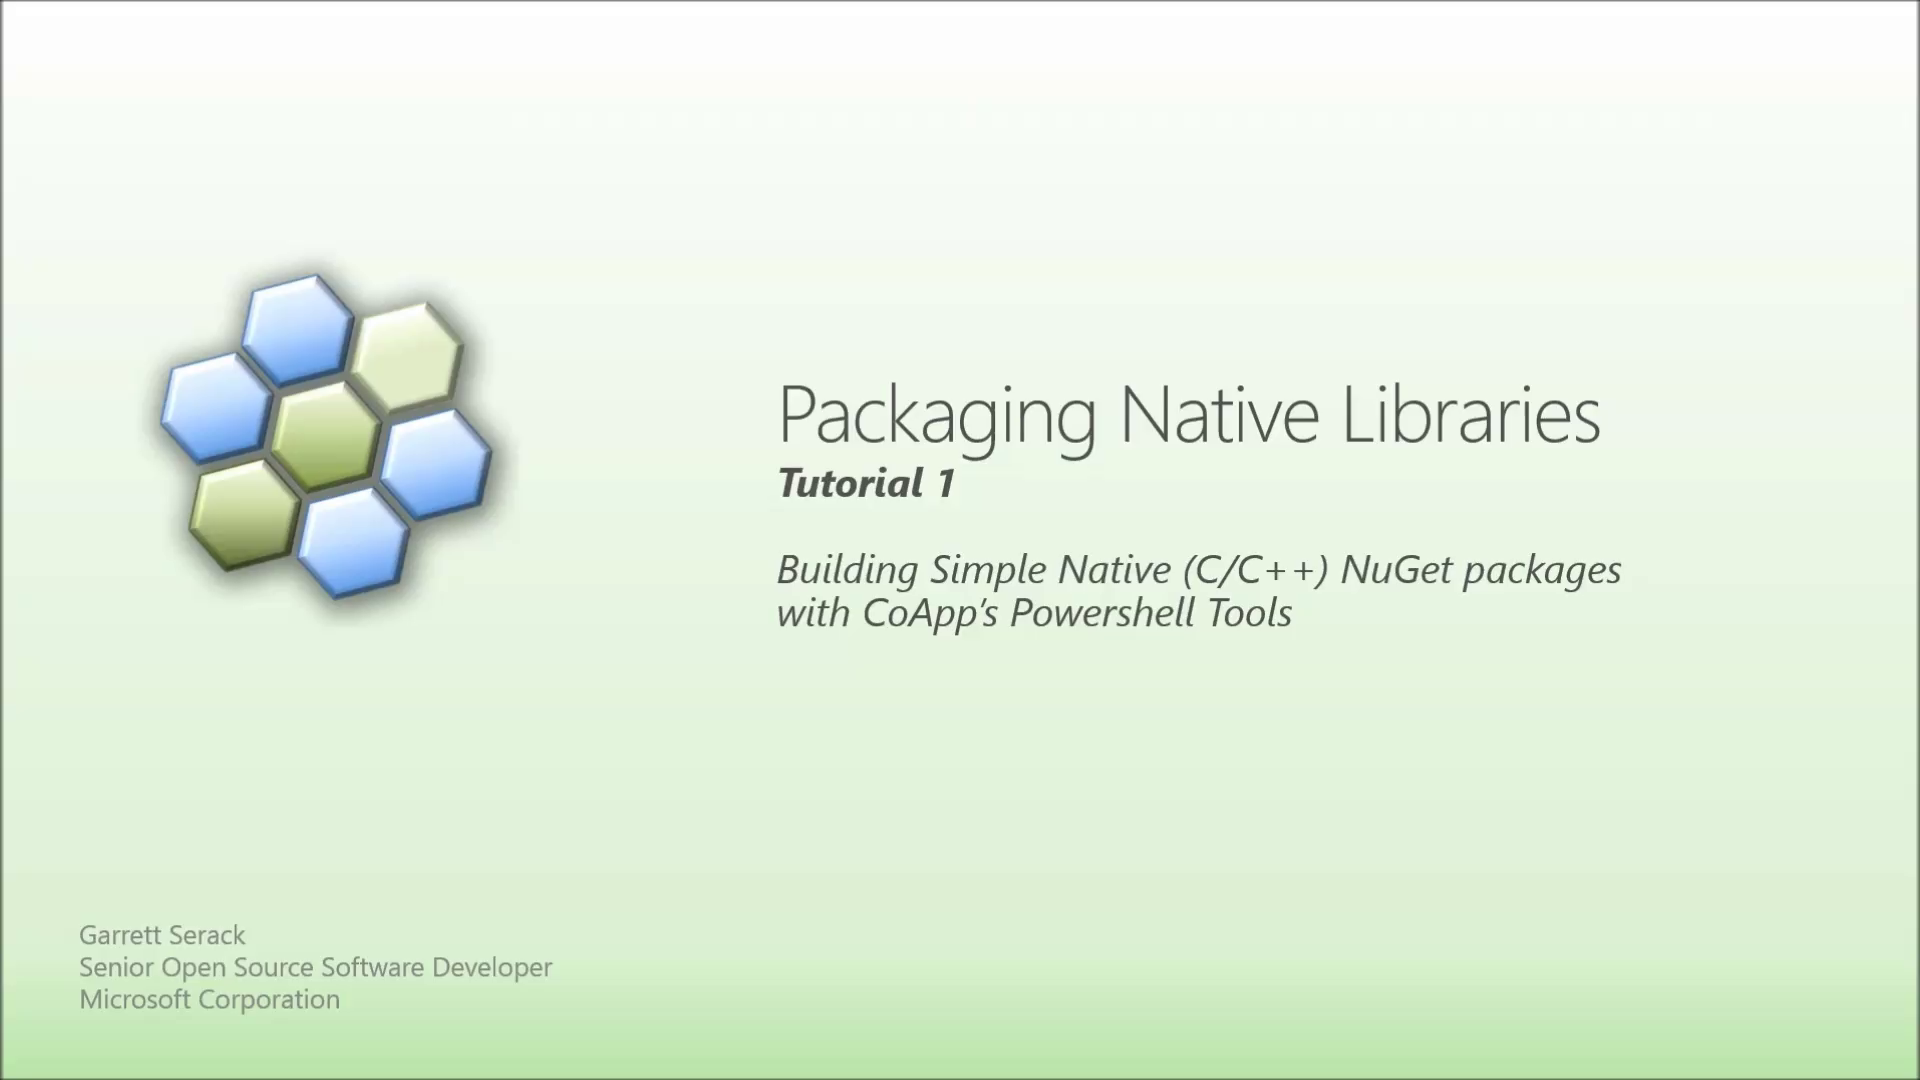 Packaging Native Libraries
Tutorial 1
Building Simple Native (C/C++) NuGet packages
with CoApp's Powershell Tools
Garrett Serack
Senior Open Source Software Developer
Microsoft Corporation